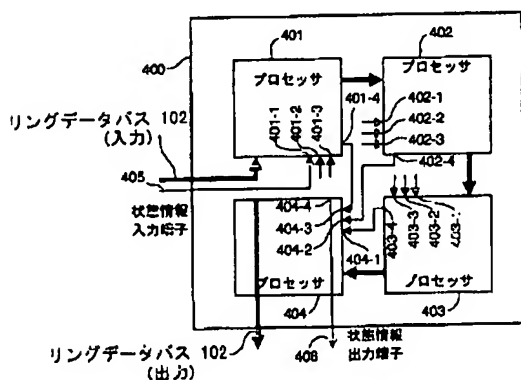 400
401
402
プロセッサ
プロセッサ
401-1
401-2
401-3
401-4
402-1
402-2
402-3
402-4
リングデータバス 102
(入力)
405
状態情報
入力端子
404-4
404-3
404-2
404-1
403-4
403-3
403-2
プロセッサ
プロセッサ
404
403
リングデータバス 102
(出力)
状態情報
出力端子